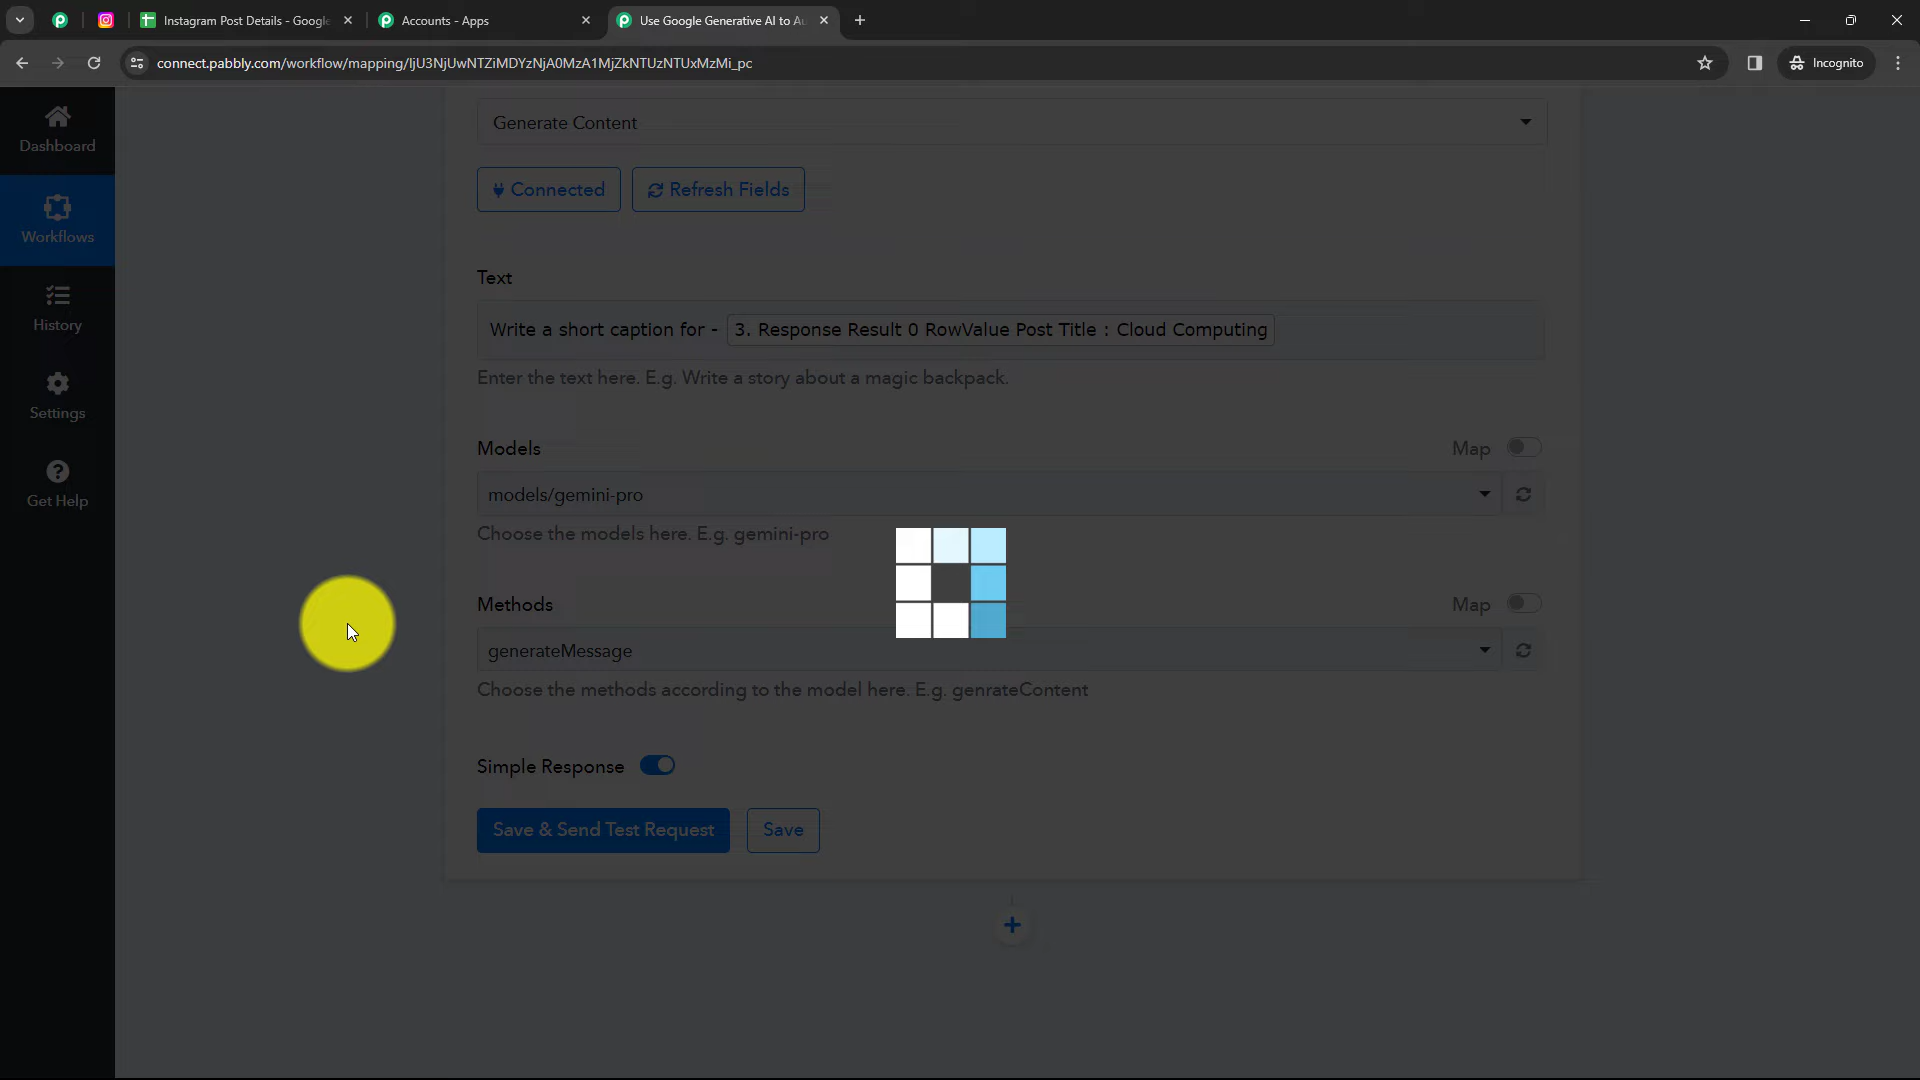 Instagram Post Details - Google
Accounts - Apps
Use Google Generative AI to Au
connect.pabbly.com/workflow/mapping/IjU3NjUwNTZiMDYzNjA0MzA1MjZkNTUzNTUxMzMi_pc
Incognito
Dashboard
Workflows
History
Settings
Get Help
Generate Content
Connected
Refresh Fields
Text
Write a short caption for - 3. Response Result 0 RowValue Post Title : Cloud Computing
Enter the text here. E.g. Write a story about a magic backpack.
Models
Map
models/gemini-pro
Choose the models here. E.g. gemini-pro
Methods
Map
generateMessage
Choose the methods according to the model here. E.g. genrateContent
Simple Response
Save & Send Test Request
Save